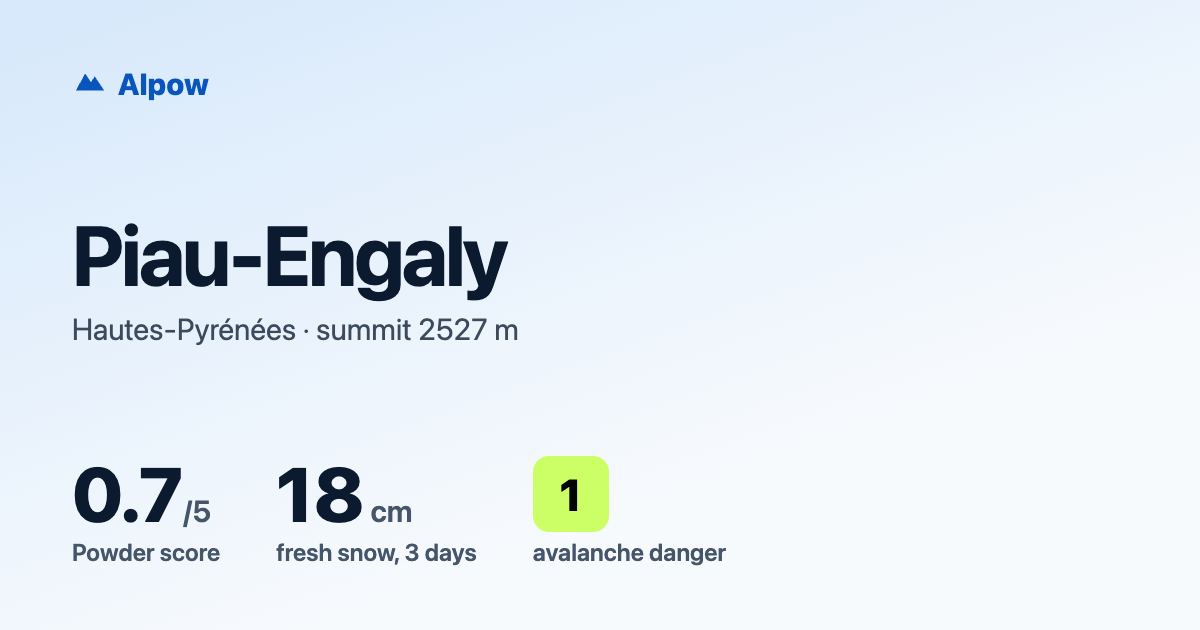 Alpow
Piau-Engaly
Hautes-Pyrénées · summit 2527 m
0.7/5
Powder score
18 cm
fresh snow, 3 days
1
avalanche danger